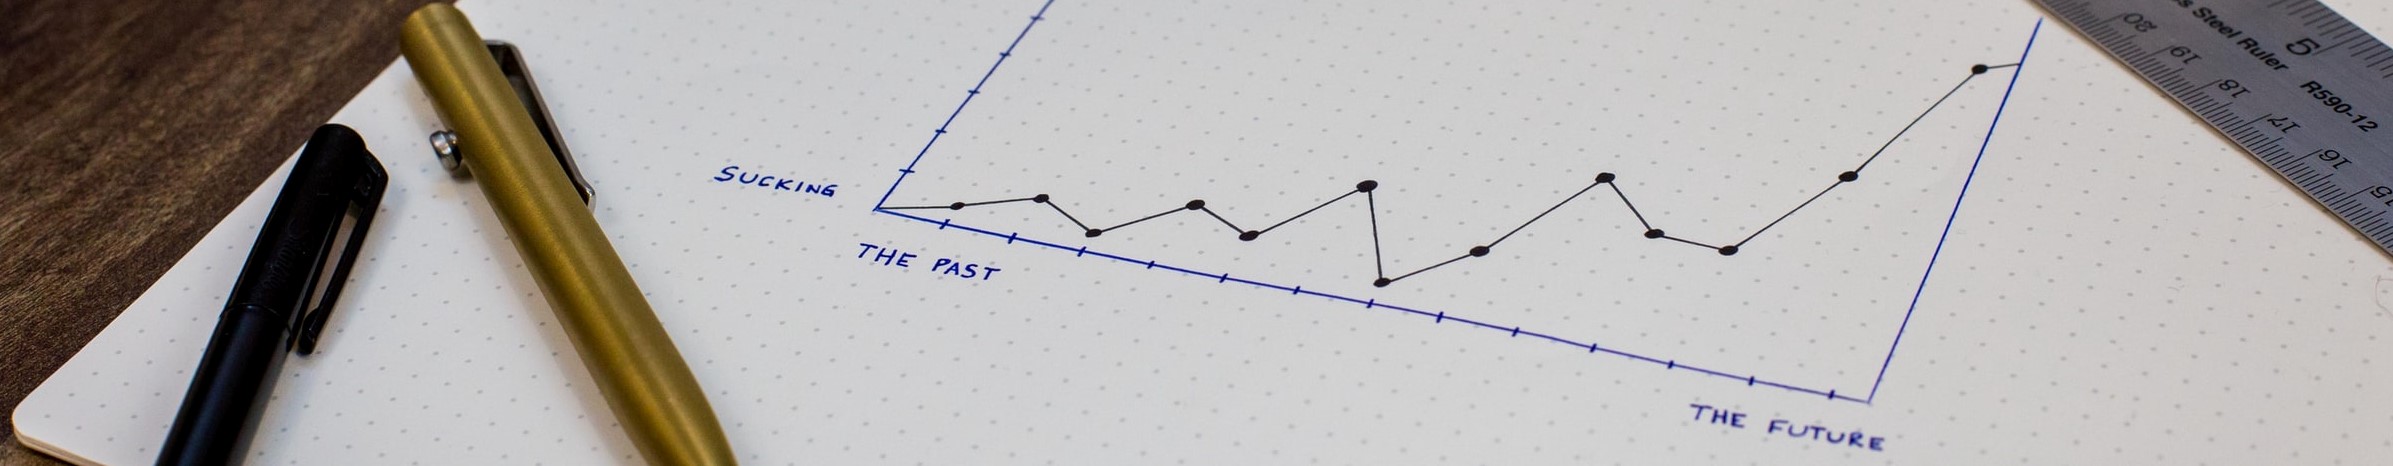 SUCKING
THE PAST
THE FUTURE
s Steel Ruler R590-12
5
20 19 18 17 16